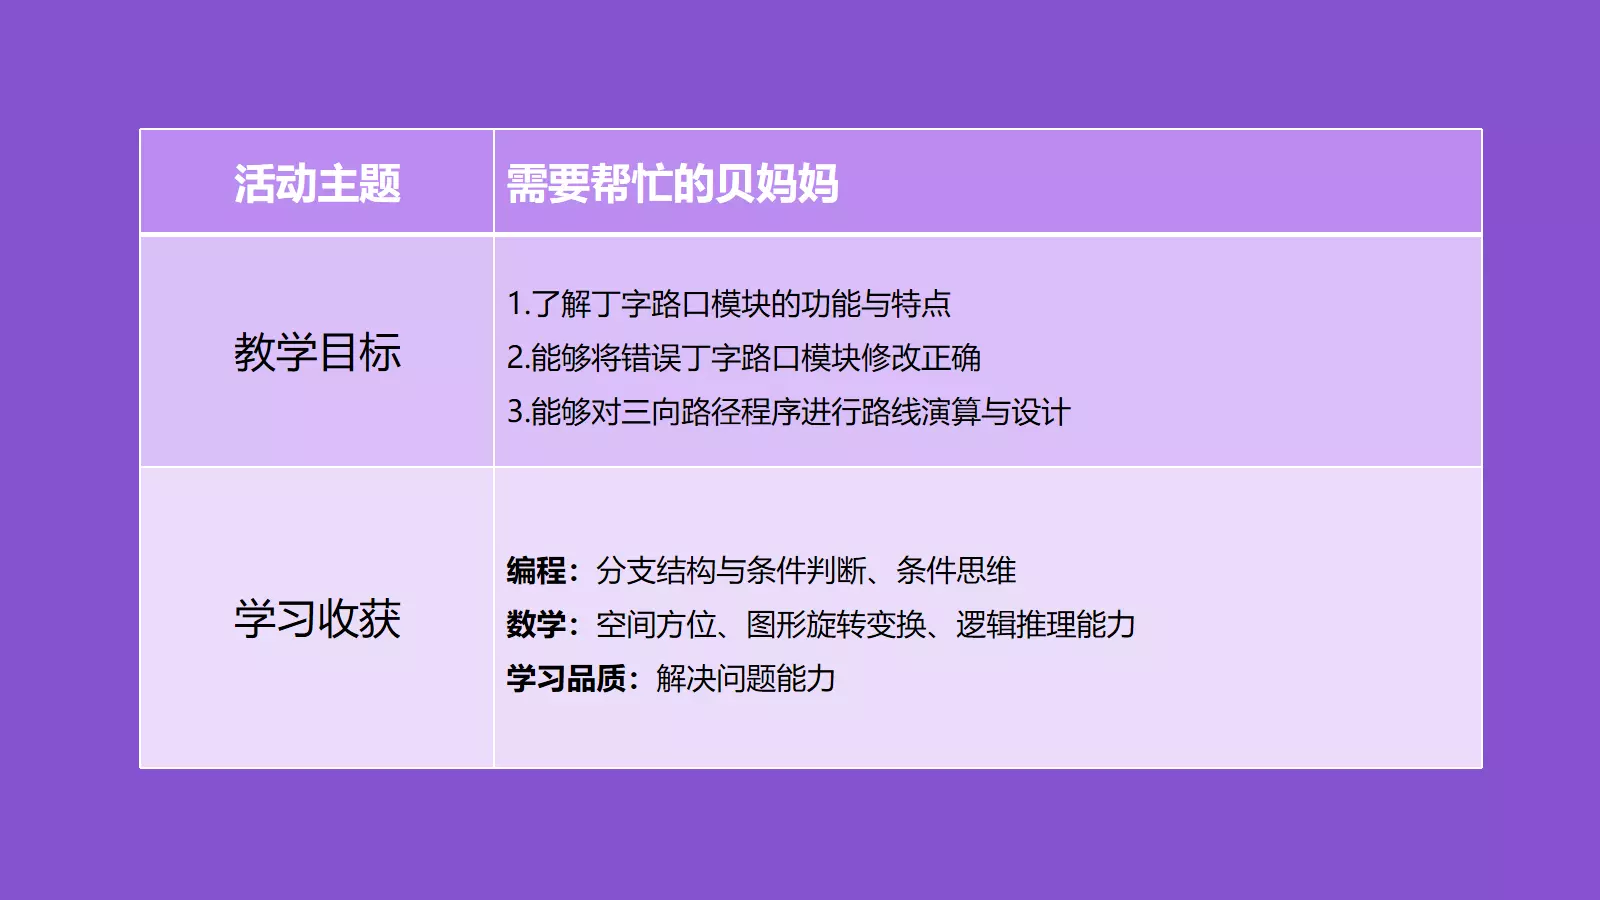 活动主题
需要帮忙的贝妈妈
教学目标
1.了解丁字路口模块的功能与特点
2.能够将错误丁字路口模块修改正确
3.能够对三向路径程序进行路线演算与设计
学习收获
编程：分支结构与条件判断、条件思维
数学：空间方位、图形旋转变换、逻辑推理能力
学习品质：解决问题能力